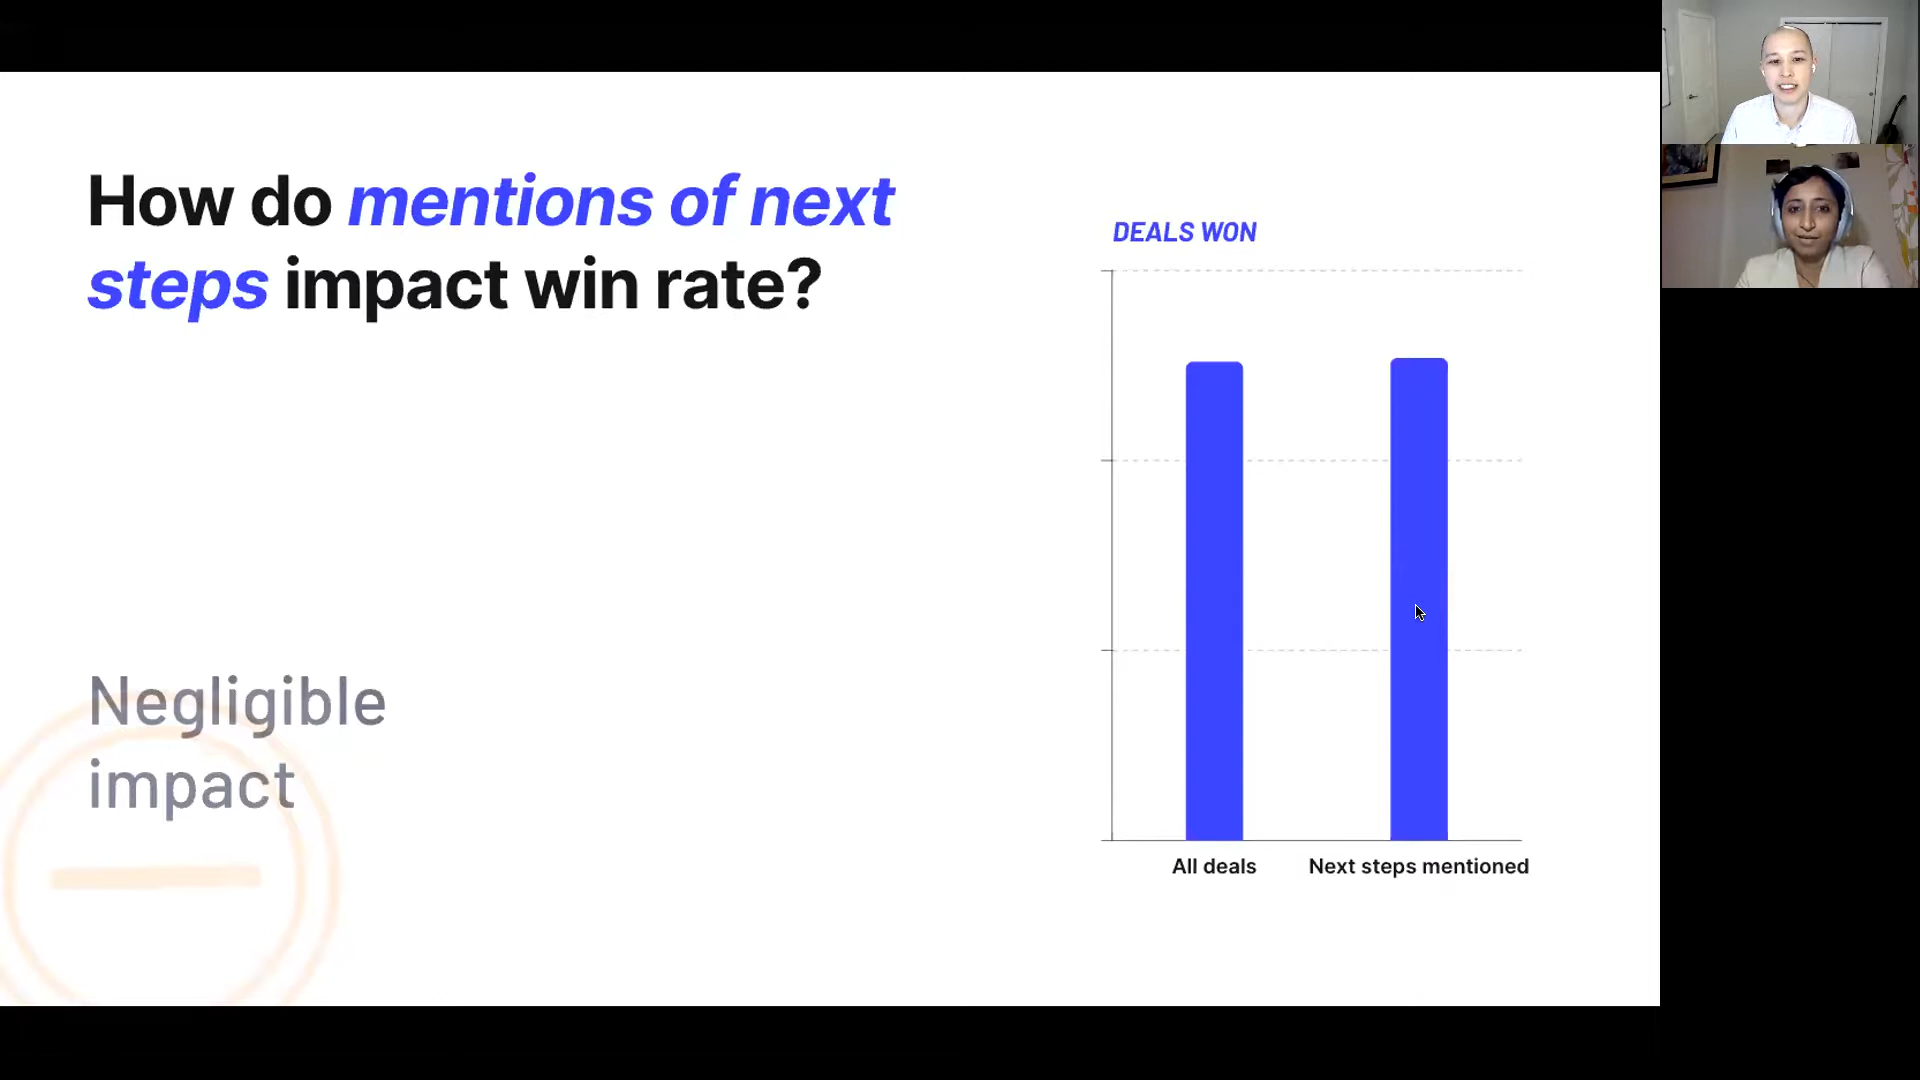 How do mentions of next
steps impact win rate?
DEALS WON
Negligible
impact
All deals
Next steps mentioned